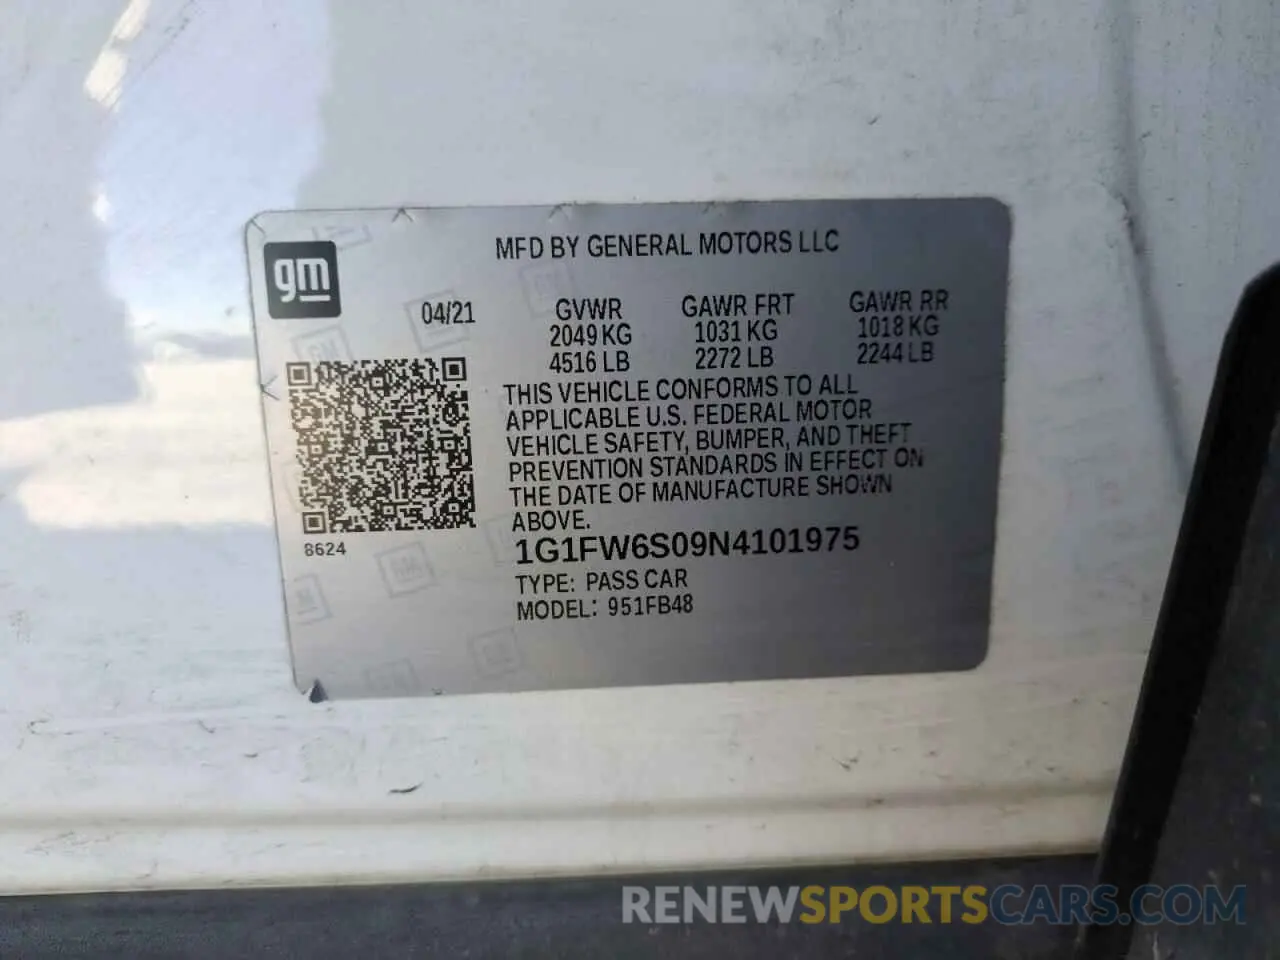 gm
MFD BY GENERAL MOTORS LLC
04/21 GVWR GAWR FRT GAWR RR
2049 KG 1031 KG 1018 KG
4516 LB 2272 LB 2244 LB
THIS VEHICLE CONFORMS TO ALL
APPLICABLE U.S. FEDERAL MOTOR
VEHICLE SAFETY, BUMPER, AND THEFT
PREVENTION STANDARDS IN EFFECT ON
THE DATE OF MANUFACTURE SHOWN
ABOVE.
8624
1G1FW6S09N4101975
TYPE: PASS CAR
MODEL: 951FB48
RENEWSPORTSCARS.COM